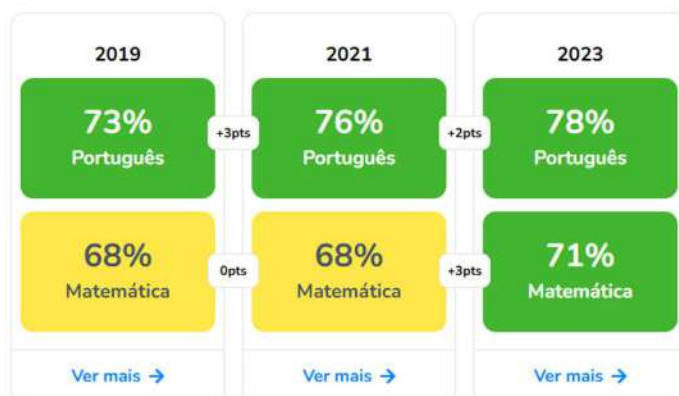 2019
2021
2023
73%
Português
+3pts
76%
Português
+2pts
78%
Português
68%
Matemática
0pts
68%
Matemática
+3pts
71%
Matemática
Ver mais →
Ver mais →
Ver mais →